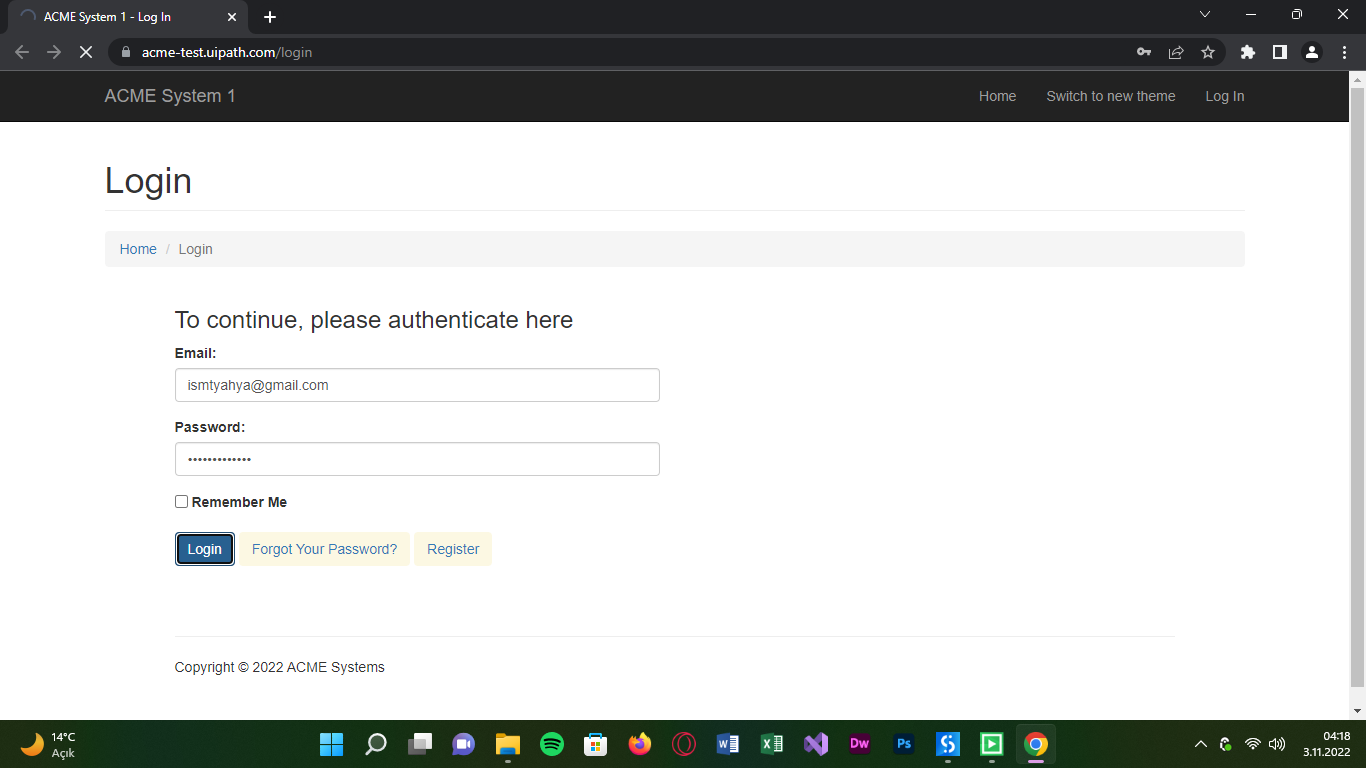 ACME System 1 - Log In
acme-test.uipath.com/login
ACME System 1
Home
Switch to new theme
Log In
Login
Home / Login
To continue, please authenticate here
Email:
ismtyahya@gmail.com
Password:
•••••••••••••
Remember Me
Login
Forgot Your Password?
Register
Copyright © 2022 ACME Systems
14°C
Açık
W
X
Dw
Ps
04:18
3.11.2022